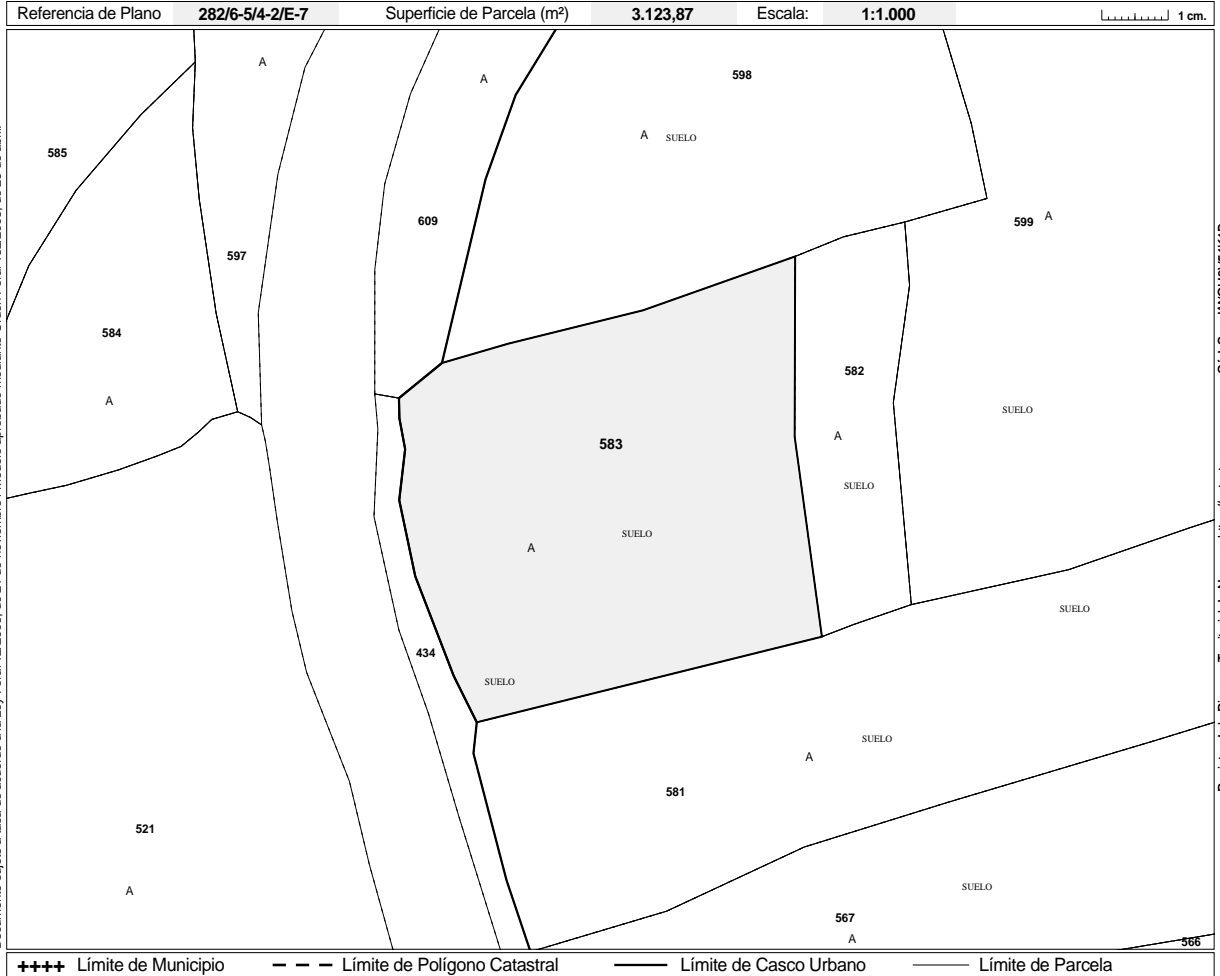 Referencia de Plano 282/6-5/4-2/E-7 Superficie de Parcela (m²) 3.123,87 Escala: 1:1.000 1 cm.
A
A
598
A SUELO
585
609
599 A
597
584
582
A
SUELO
A
583
SUELO
SUELO
A
SUELO
434
SUELO
SUELO
A
581
521
A
SUELO
567
A
566
++++ Límite de Municipio Límite de Polígono Catastral Límite de Casco Urbano Límite de Parcela